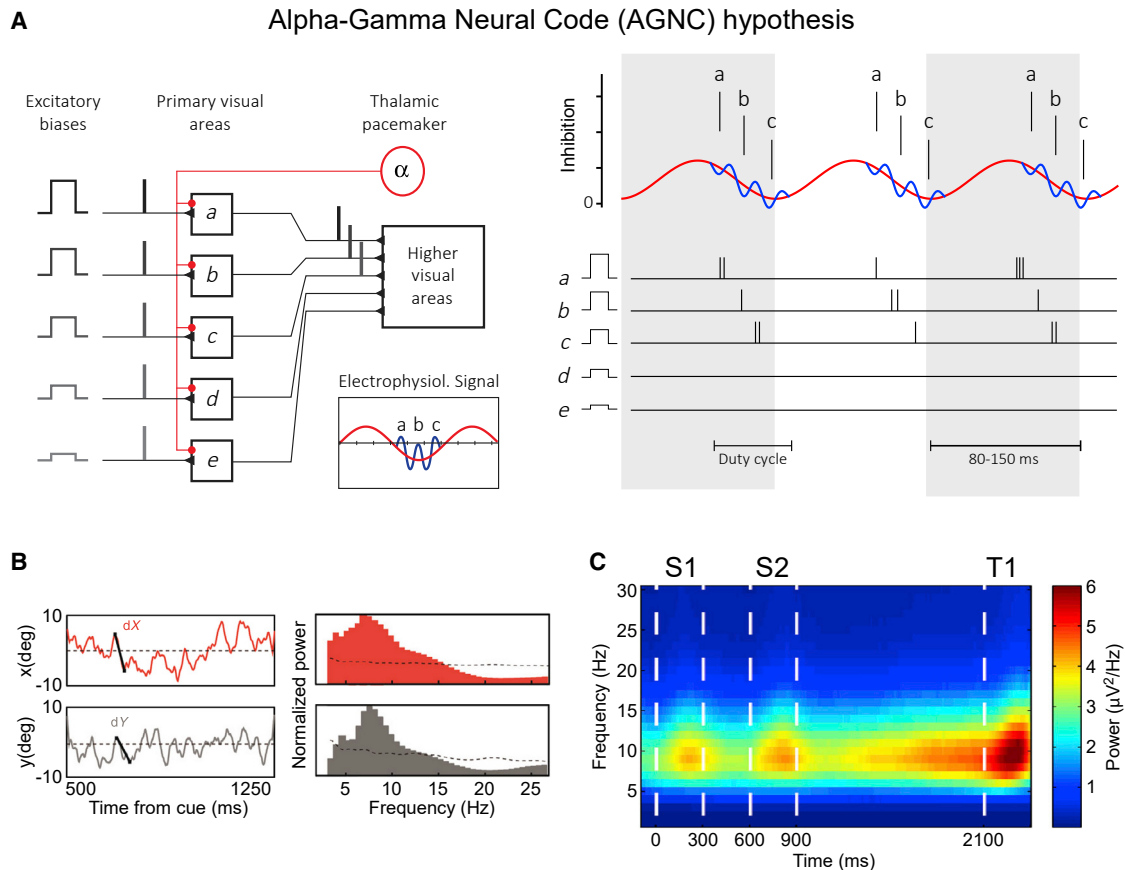 Alpha-Gamma Neural Code (AGNC) hypothesis
A
Excitatory
biases
Primary visual
areas
Thalamic
pacemaker
α
a
b
c
d
e
Higher
visual
areas
Electrophysiol. Signal
a b c
Inhibition
0
a
b
c
a
b
c
a
b
c
a
b
c
d
e
Duty cycle
80-150 ms
B
x(deg)
10
-10
dX
y(deg)
10
-10
dY
500
1250
Time from cue (ms)
Normalized power
5 10 15 20 25
Frequency (Hz)
C
S1 S2 T1
Frequency (Hz)
30
25
20
15
10
5
0 300 600 900 2100
Time (ms)
6
5
4
3
2
1
Power (µV²/Hz)